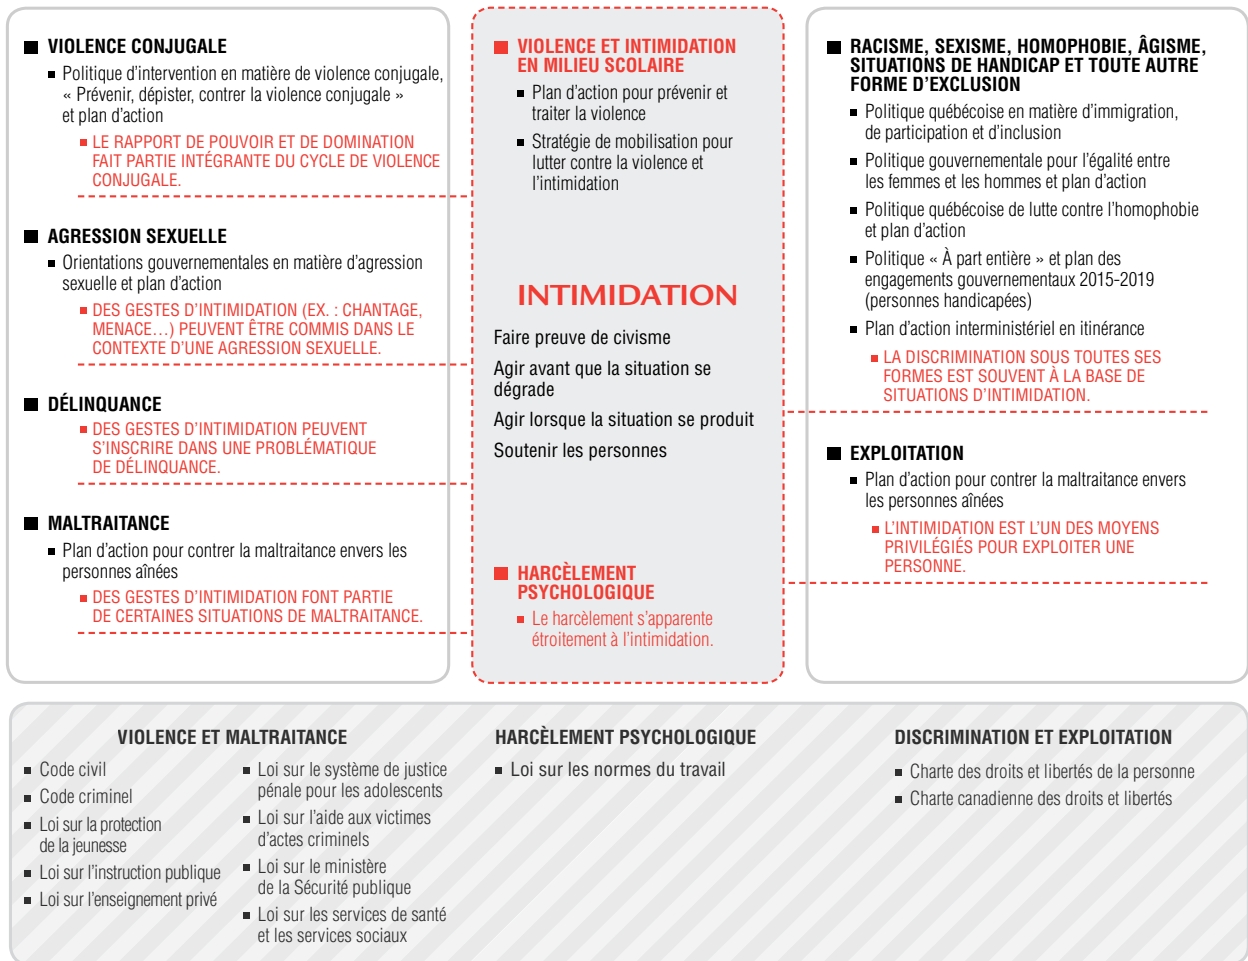 VIOLENCE CONJUGALE
Politique d’intervention en matière de violence conjugale,
« Prévenir, dépister, contrer la violence conjugale »
et plan d’action
LE RAPPORT DE POUVOIR ET DE DOMINATION
FAIT PARTIE INTÉGRANTE DU CYCLE DE VIOLENCE
CONJUGALE.
AGRESSION SEXUELLE
Orientations gouvernementales en matière d’agression
sexuelle et plan d’action
DES GESTES D’INTIMIDATION (EX. : CHANTAGE,
MENACE…) PEUVENT ÊTRE COMMIS DANS LE
CONTEXTE D’UNE AGRESSION SEXUELLE.
DÉLINQUANCE
DES GESTES D’INTIMIDATION PEUVENT
S’INSCRIRE DANS UNE PROBLÉMATIQUE
DE DÉLINQUANCE.
MALTRAITANCE
Plan d’action pour contrer la maltraitance envers les
personnes aînées
DES GESTES D’INTIMIDATION FONT PARTIE
DE CERTAINES SITUATIONS DE MALTRAITANCE.
VIOLENCE ET INTIMIDATION
EN MILIEU SCOLAIRE
Plan d’action pour prévenir et
traiter la violence
Stratégie de mobilisation pour
lutter contre la violence et
l’intimidation
INTIMIDATION
Faire preuve de civisme
Agir avant que la situation se
dégrade
Agir lorsque la situation se produit
Soutenir les personnes
HARCÈLEMENT
PSYCHOLOGIQUE
Le harcèlement s’apparente
étroitement à l’intimidation.
RACISME, SEXISME, HOMOPHOBIE, ÂGISME,
SITUATIONS DE HANDICAP ET TOUTE AUTRE
FORME D’EXCLUSION
Politique québécoise en matière d’immigration,
de participation et d’inclusion
Politique gouvernementale pour l’égalité entre
les femmes et les hommes et plan d’action
Politique québécoise de lutte contre l’homophobie
et plan d’action
Politique « À part entière » et plan des
engagements gouvernementaux 2015-2019
(personnes handicapées)
Plan d’action interministériel en itinérance
LA DISCRIMINATION SOUS TOUTES SES
FORMES EST SOUVENT À LA BASE DE
SITUATIONS D’INTIMIDATION.
EXPLOITATION
Plan d’action pour contrer la maltraitance envers
les personnes aînées
L’INTIMIDATION EST L’UN DES MOYENS
PRIVILÉGIÉS POUR EXPLOITER UNE
PERSONNE.
VIOLENCE ET MALTRAITANCE
Code civil
Code criminel
Loi sur la protection
de la jeunesse
Loi sur l’instruction publique
Loi sur l’enseignement privé
Loi sur le système de justice
pénale pour les adolescents
Loi sur l’aide aux victimes
d’actes criminels
Loi sur le ministère
de la Sécurité publique
Loi sur les services de santé
et les services sociaux
HARCÈLEMENT PSYCHOLOGIQUE
Loi sur les normes du travail
DISCRIMINATION ET EXPLOITATION
Charte des droits et libertés de la personne
Charte canadienne des droits et libertés